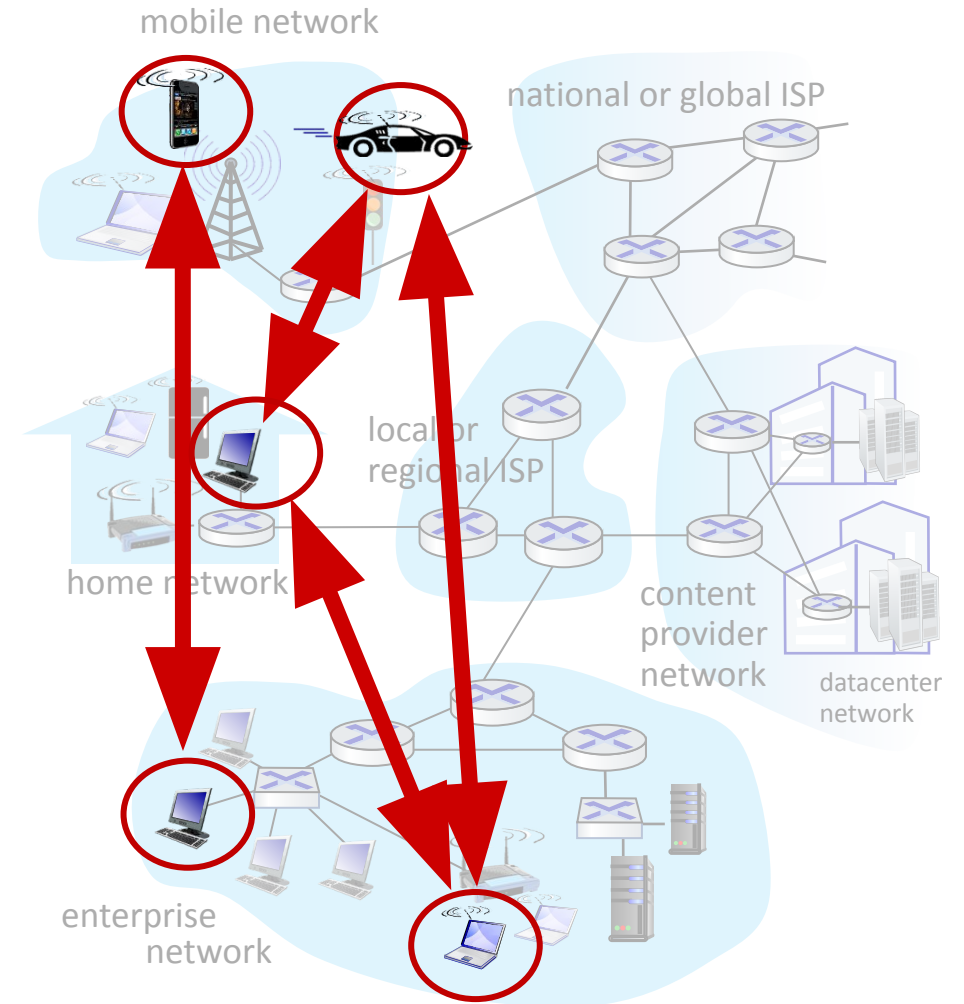 mobile network
national or global ISP
local or
regional ISP
home network
content
provider
network
datacenter
network
enterprise
network